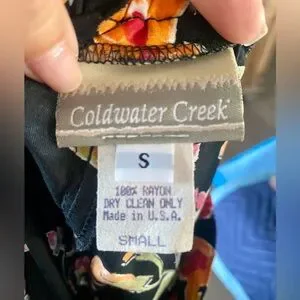 Coldwater Creek
S
100% RAYON
DRY CLEAN ONLY
Made in U.S.A.
SMALL